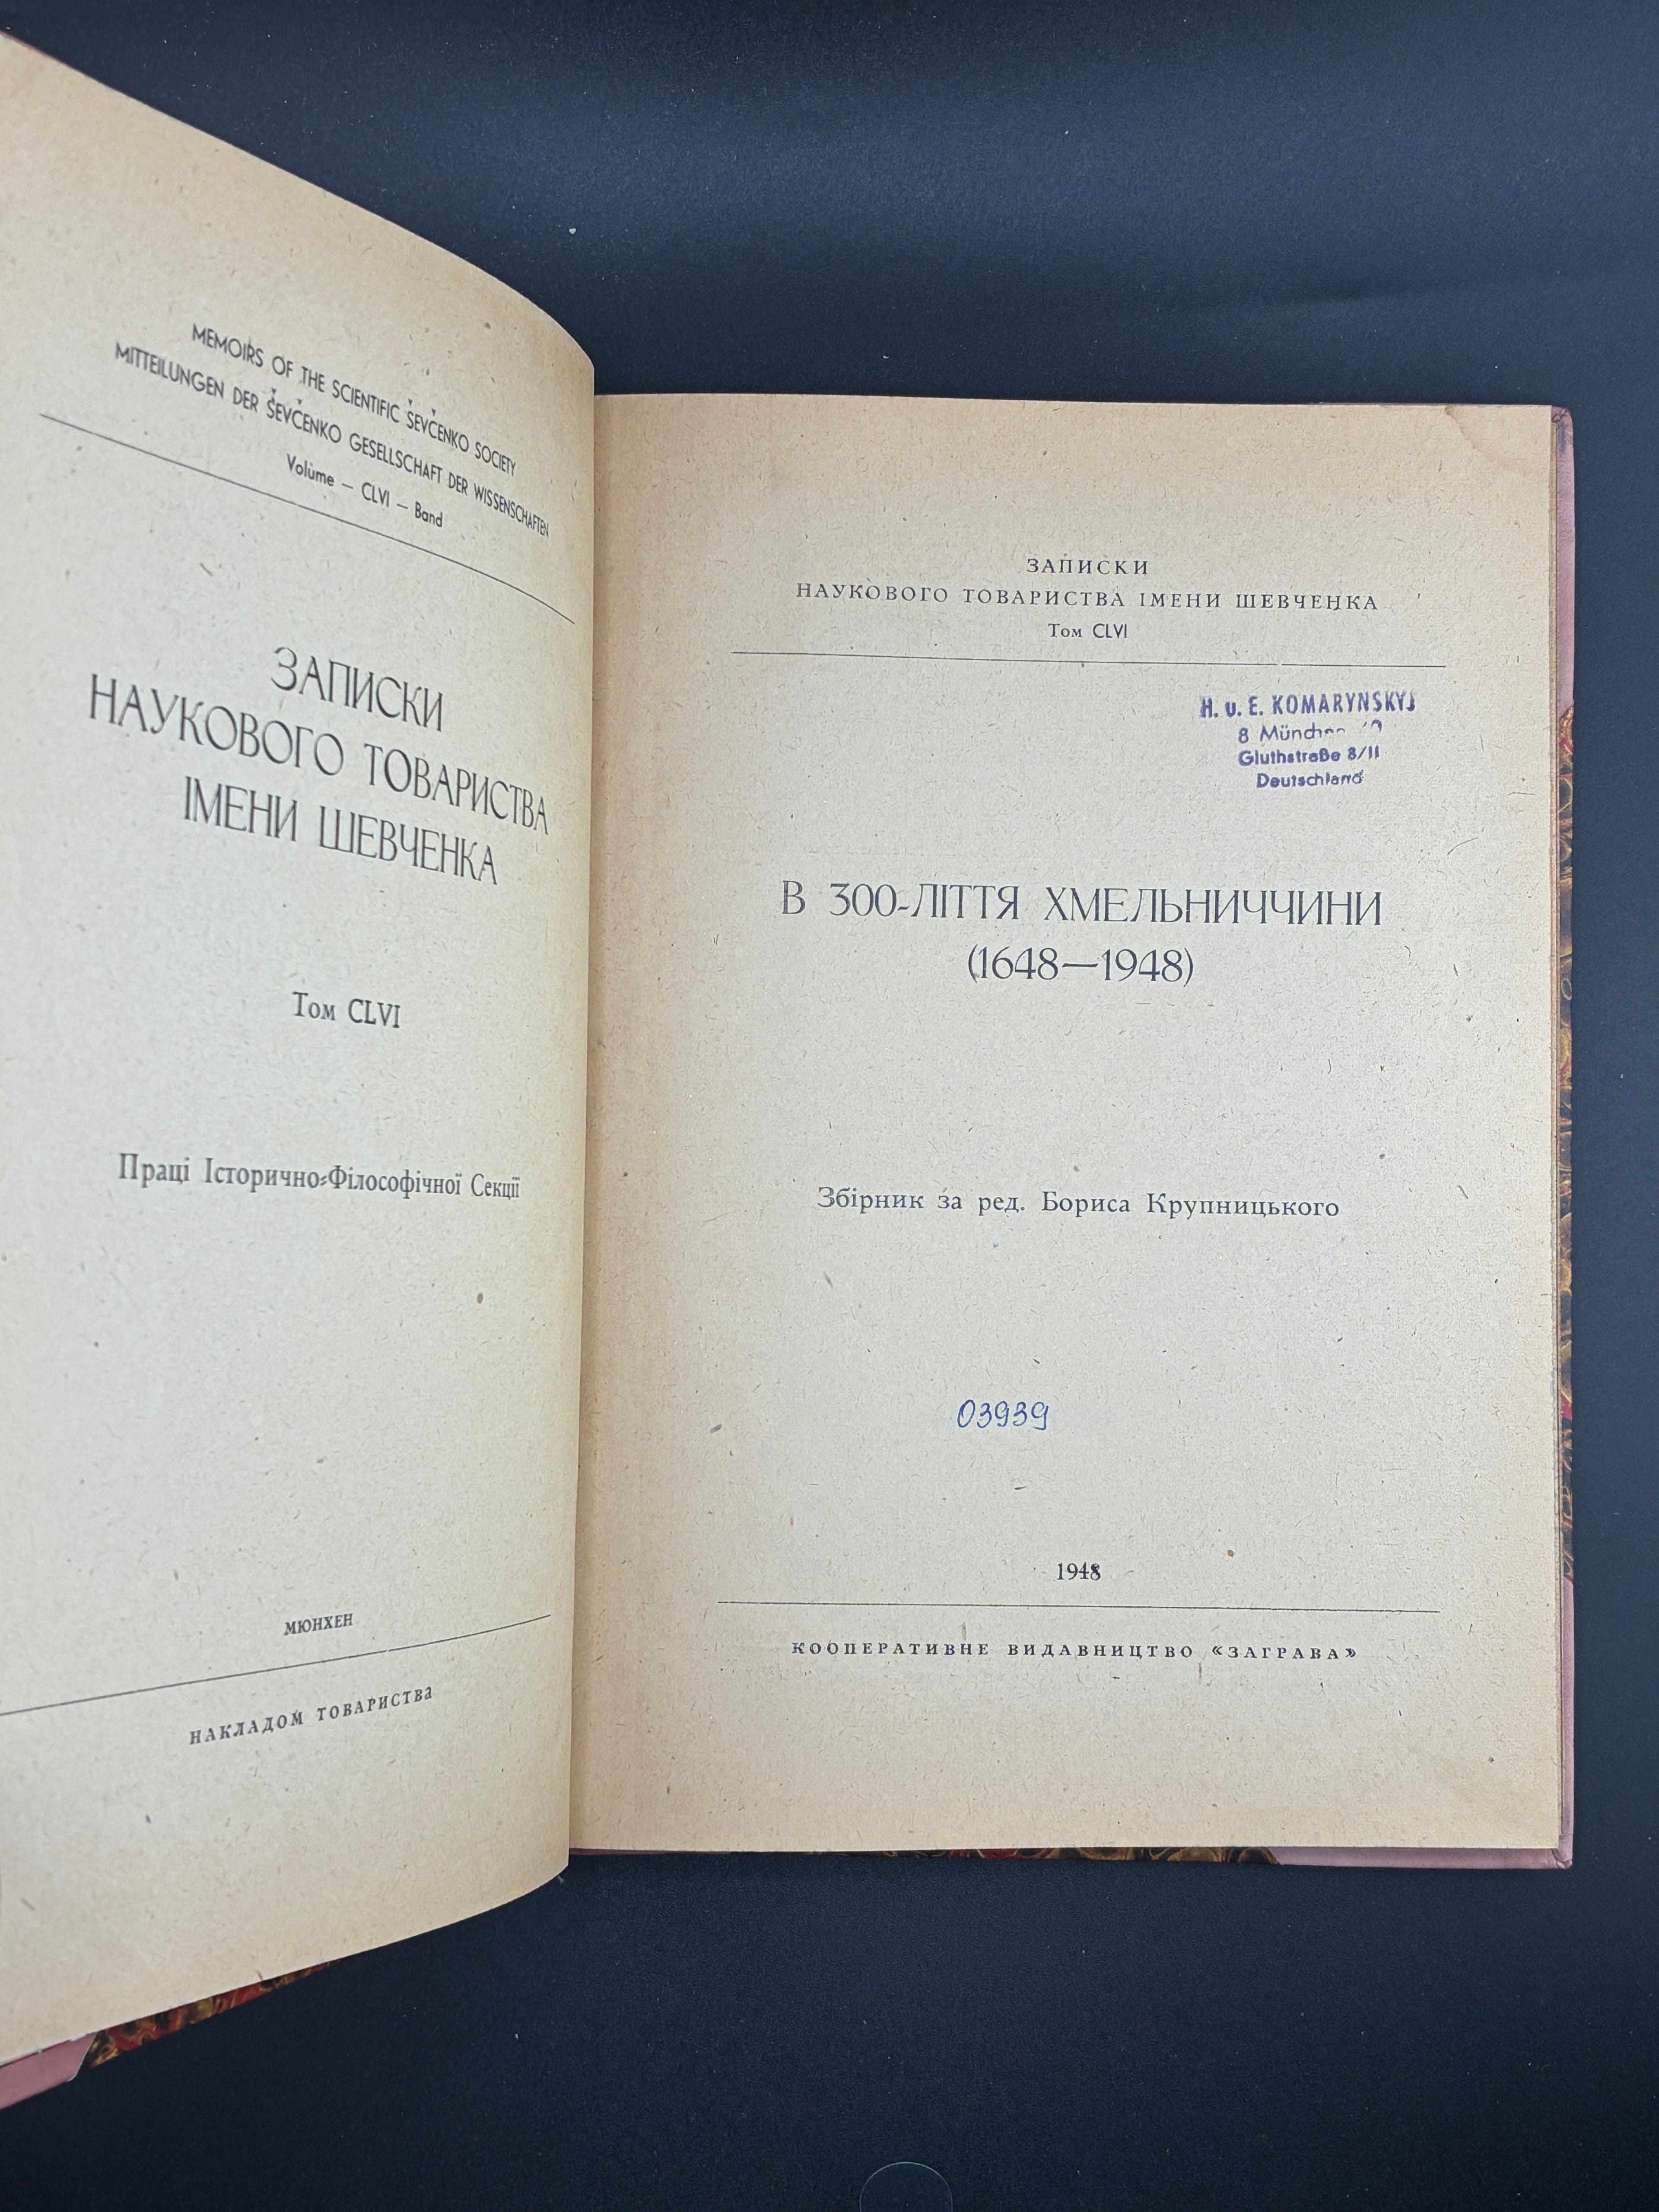 MEMOIRS OF THE SCIENTIFIC ŠEVČENKO SOCIETY
MITTEILUNGEN DER ŠEVČENKO GESELLSCHAFT DER WISSENSCHAFTEN
Volume — CLVI — Band
ЗАПИСКИ
НАУКОВОГО ТОВАРИСТВА
ІМЕНИ ШЕВЧЕНКА
Том CLVI
Праці Історично-Філософічної Секції
МЮНХЕН
НАКЛАДОМ ТОВАРИСТВА
ЗАПИСКИ
НАУКОВОГО ТОВАРИСТВА ІМЕНИ ШЕВЧЕНКА
Том CLVI
H. u. E. KOMARYNSKYJ
8
Gluthstraße 8/II
Deutschland
В 300-ЛІТТЯ ХМЕЛЬНИЧЧИНИ
(1648—1948)
Збірник за ред. Бориса Крупницького
03939
1948
КООПЕРАТИВНЕ ВИДАВНИЦТВО «ЗАГРАВА»